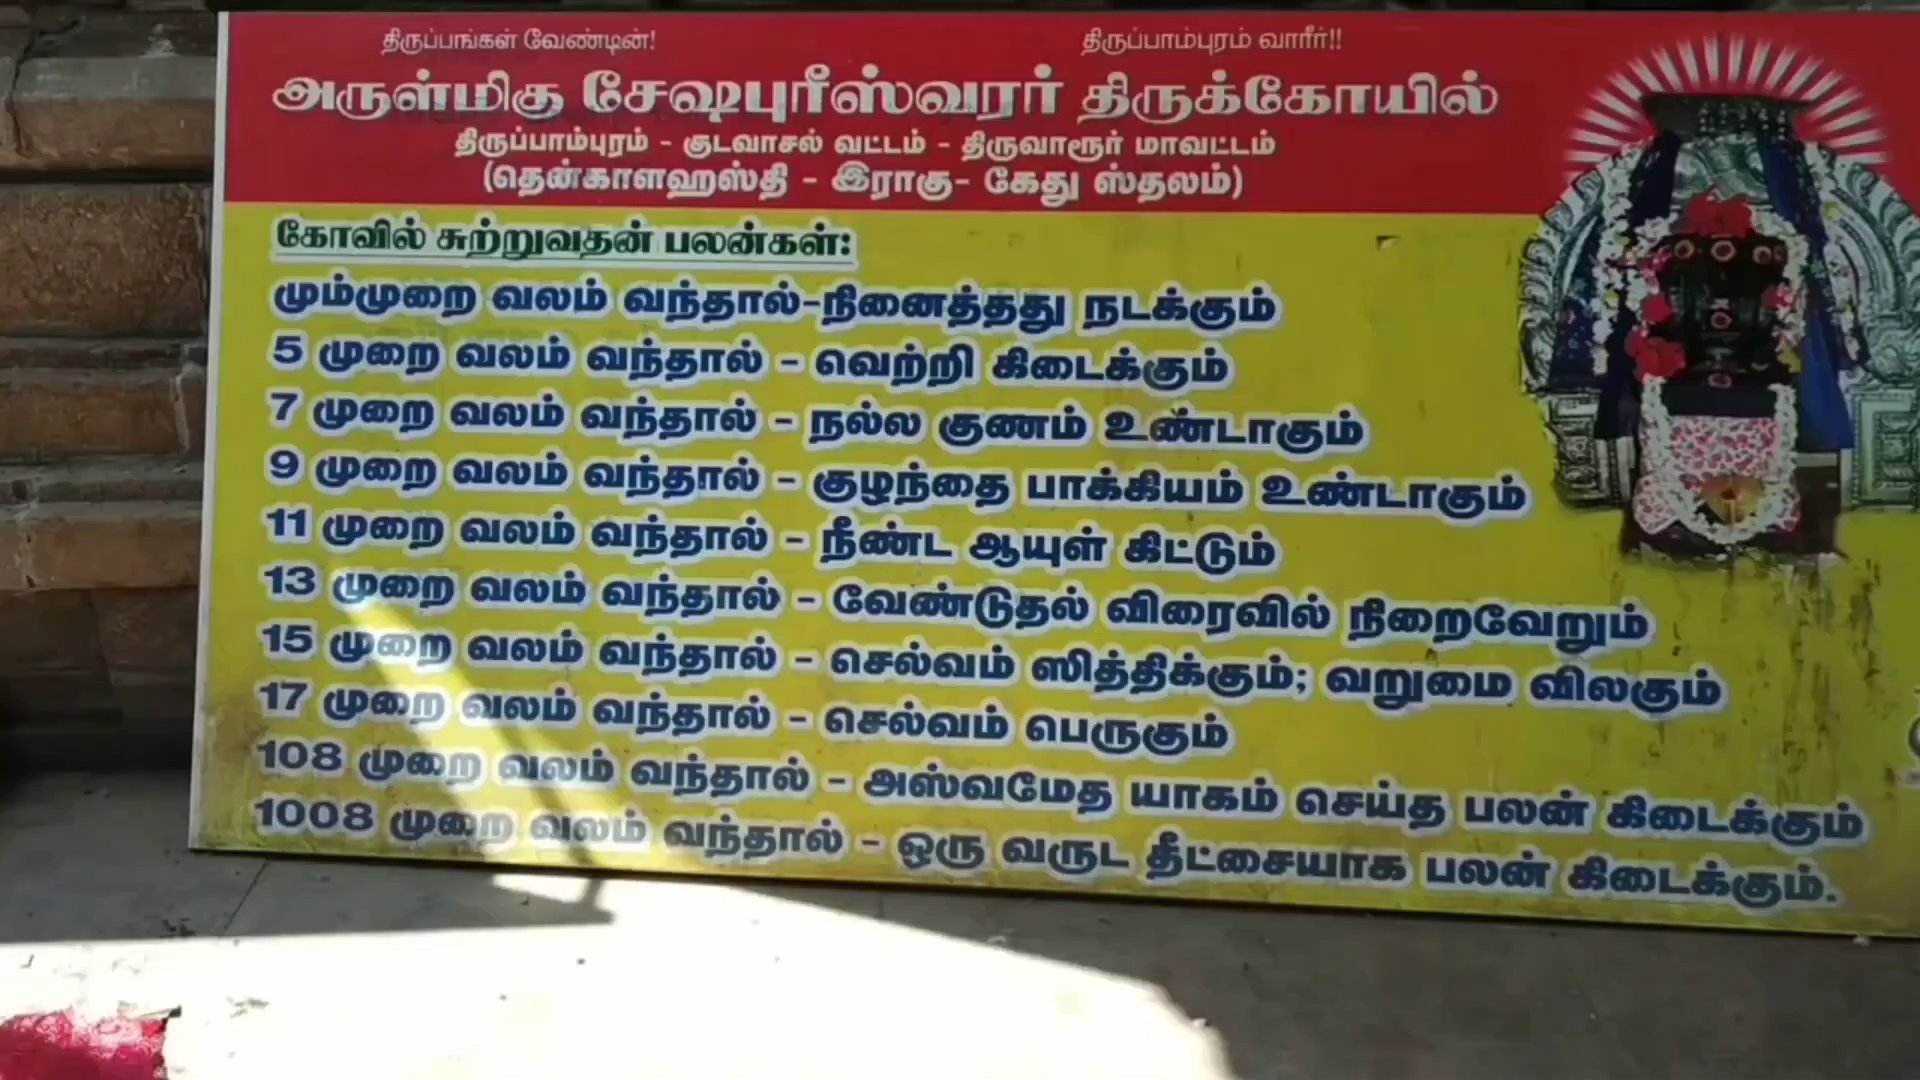 திருப்பங்கள் வேண்டின்! திருப்பாம்புரம் வாரீர்!!
அருள்மிகு சேஷபுரீஸ்வரர் திருக்கோயில்
திருப்பாம்புரம் - குடவாசல் வட்டம் - திருவாரூர் மாவட்டம்
(தென்காளஹஸ்தி - இராகு- கேது ஸ்தலம்)
கோவில் சுற்றுவதன் பலன்கள்:
மும்முறை வலம் வந்தால்-நினைத்தது நடக்கும்
5 முறை வலம் வந்தால் - வெற்றி கிடைக்கும்
7 முறை வலம் வந்தால் - நல்ல குணம் உண்டாகும்
9 முறை வலம் வந்தால் - குழந்தை பாக்கியம் உண்டாகும்
11 முறை வலம் வந்தால் - நீண்ட ஆயுள் கிட்டும்
13 முறை வலம் வந்தால் - வேண்டுதல் விரைவில் நிறைவேறும்
15 முறை வலம் வந்தால் - செல்வம் ஸித்திக்கும்; வறுமை விலகும்
17 முறை வலம் வந்தால் - செல்வம் பெருகும்
108 முறை வலம் வந்தால் - அஸ்வமேத யாகம் செய்த பலன் கிடைக்கும்
1008 முறை வலம் வந்தால் - ஒரு வருட தீட்சையாக பலன் கிடைக்கும்.